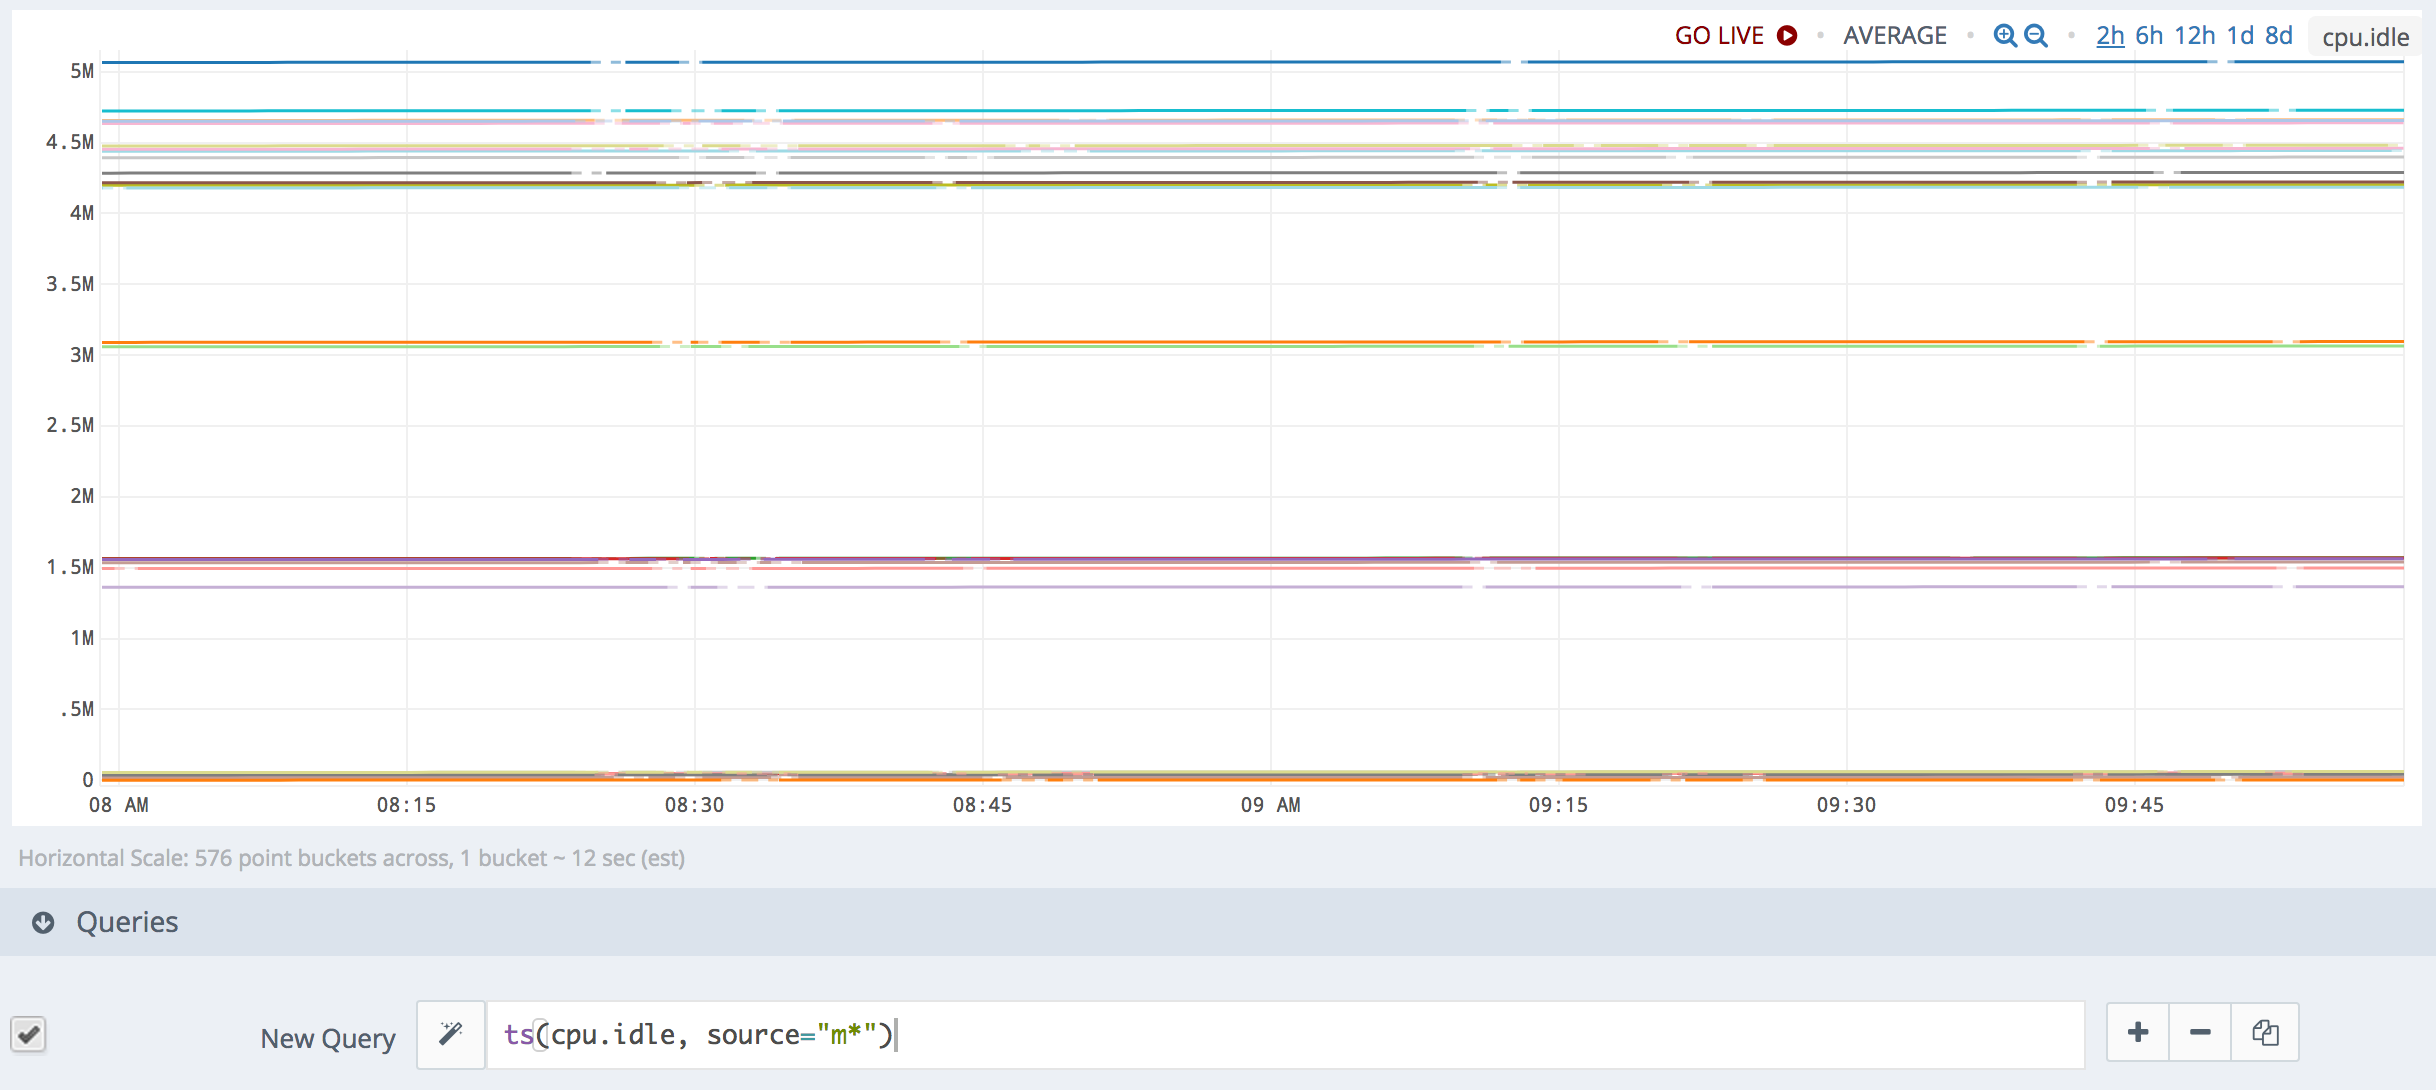 GO LIVE • AVERAGE • 2h 6h 12h 1d 8d cpu.idle
5M
4.5M
4M
3.5M
3M
2.5M
2M
1.5M
1M
.5M
0
08 AM 08:15 08:30 08:45 09 AM 09:15 09:30 09:45
Horizontal Scale: 576 point buckets across, 1 bucket ~ 12 sec (est)
Queries
New Query ts(cpu.idle, source="m*")